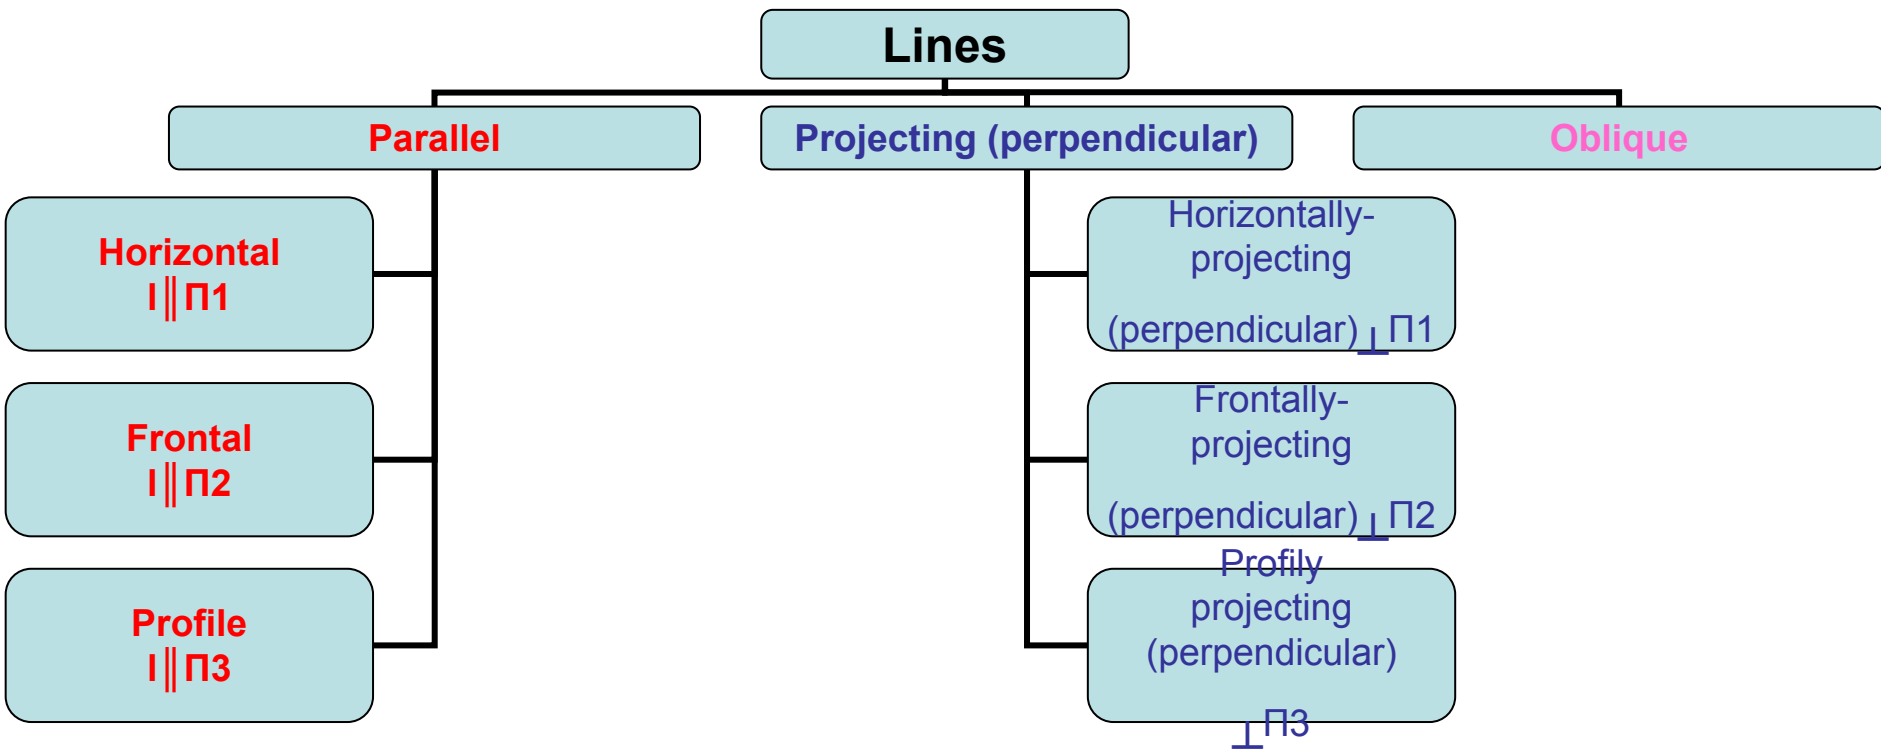 Lines
Parallel
Projecting (perpendicular)
Oblique
Horizontal
l║П1
Frontal
l║П2
Profile
l║П3
Horizontally-
projecting
(perpendicular)⊥П1
Frontally-
projecting
(perpendicular)⊥П2
Profily
projecting
(perpendicular)
⊥П3